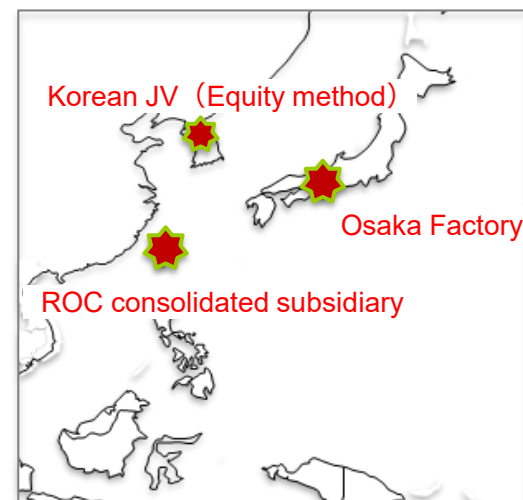 Korean JV（Equity method）
Osaka Factory
ROC consolidated subsidiary